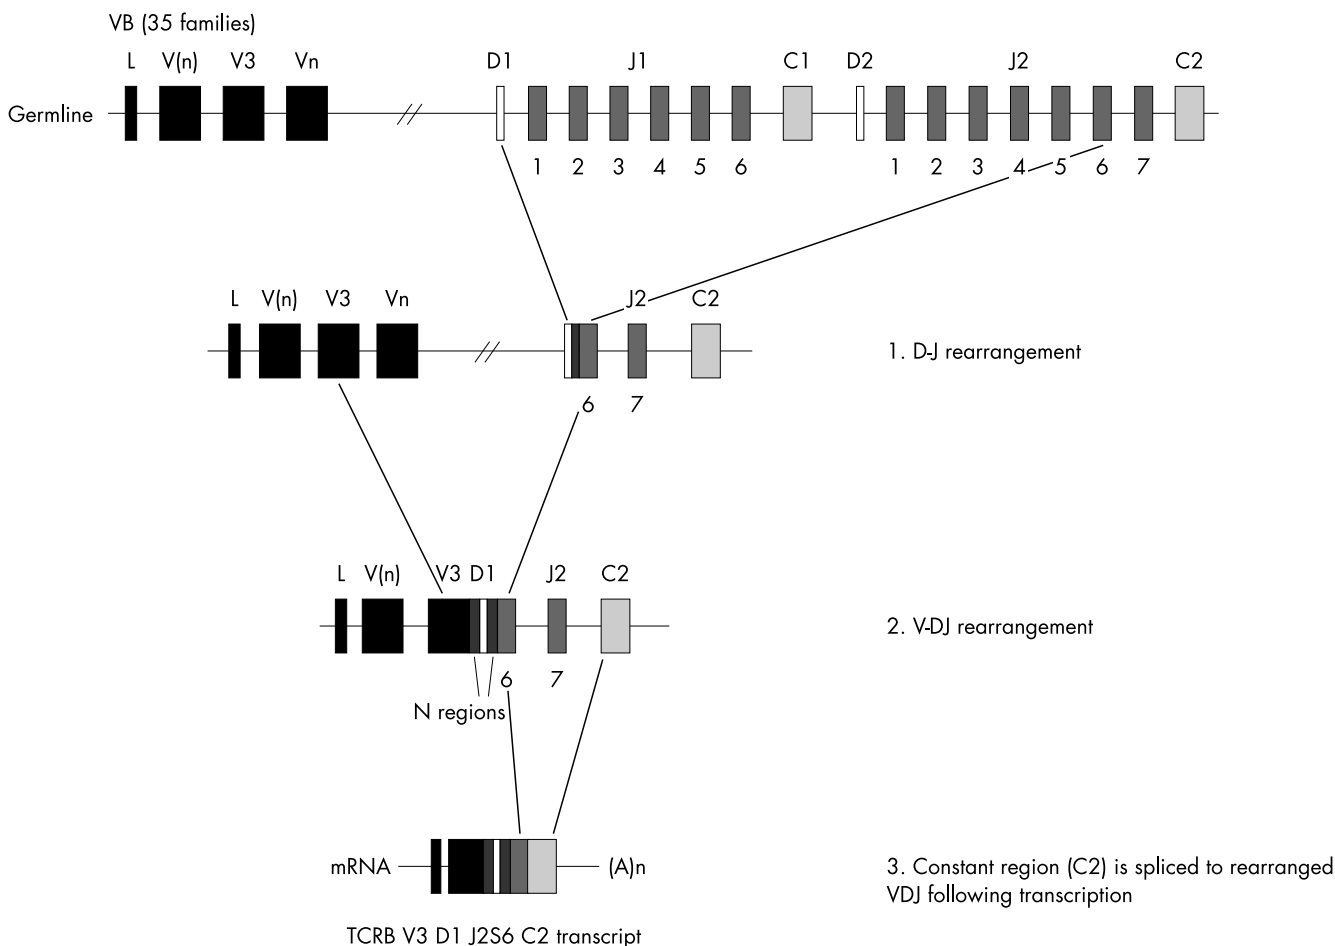 VB (35 families)
L V(n) V3 Vn D1 J1 C1 D2 J2 C2
Germline
1 2 3 4 5 6 1 2 3 4 5 6 7
L V(n) V3 Vn J2 C2
1. D-J rearrangement
6 7
L V(n) V3 D1 J2 C2
2. V-DJ rearrangement
6 7
N regions
mRNA (A)n
3. Constant region (C2) is spliced to rearranged
VDJ following transcription
TCRB V3 D1 J2S6 C2 transcript